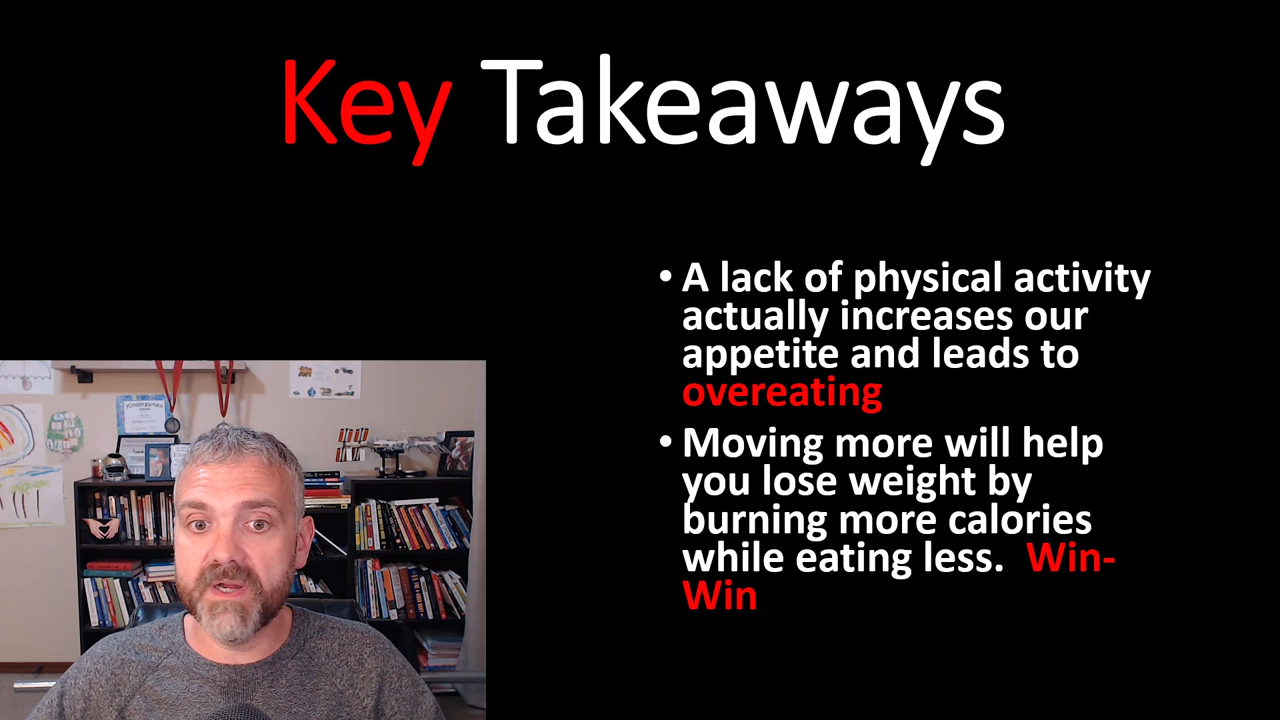 Key Takeaways
• A lack of physical activity
actually increases our
appetite and leads to
overeating
• Moving more will help
you lose weight by
burning more calories
while eating less. Win-
Win
Kindergarten